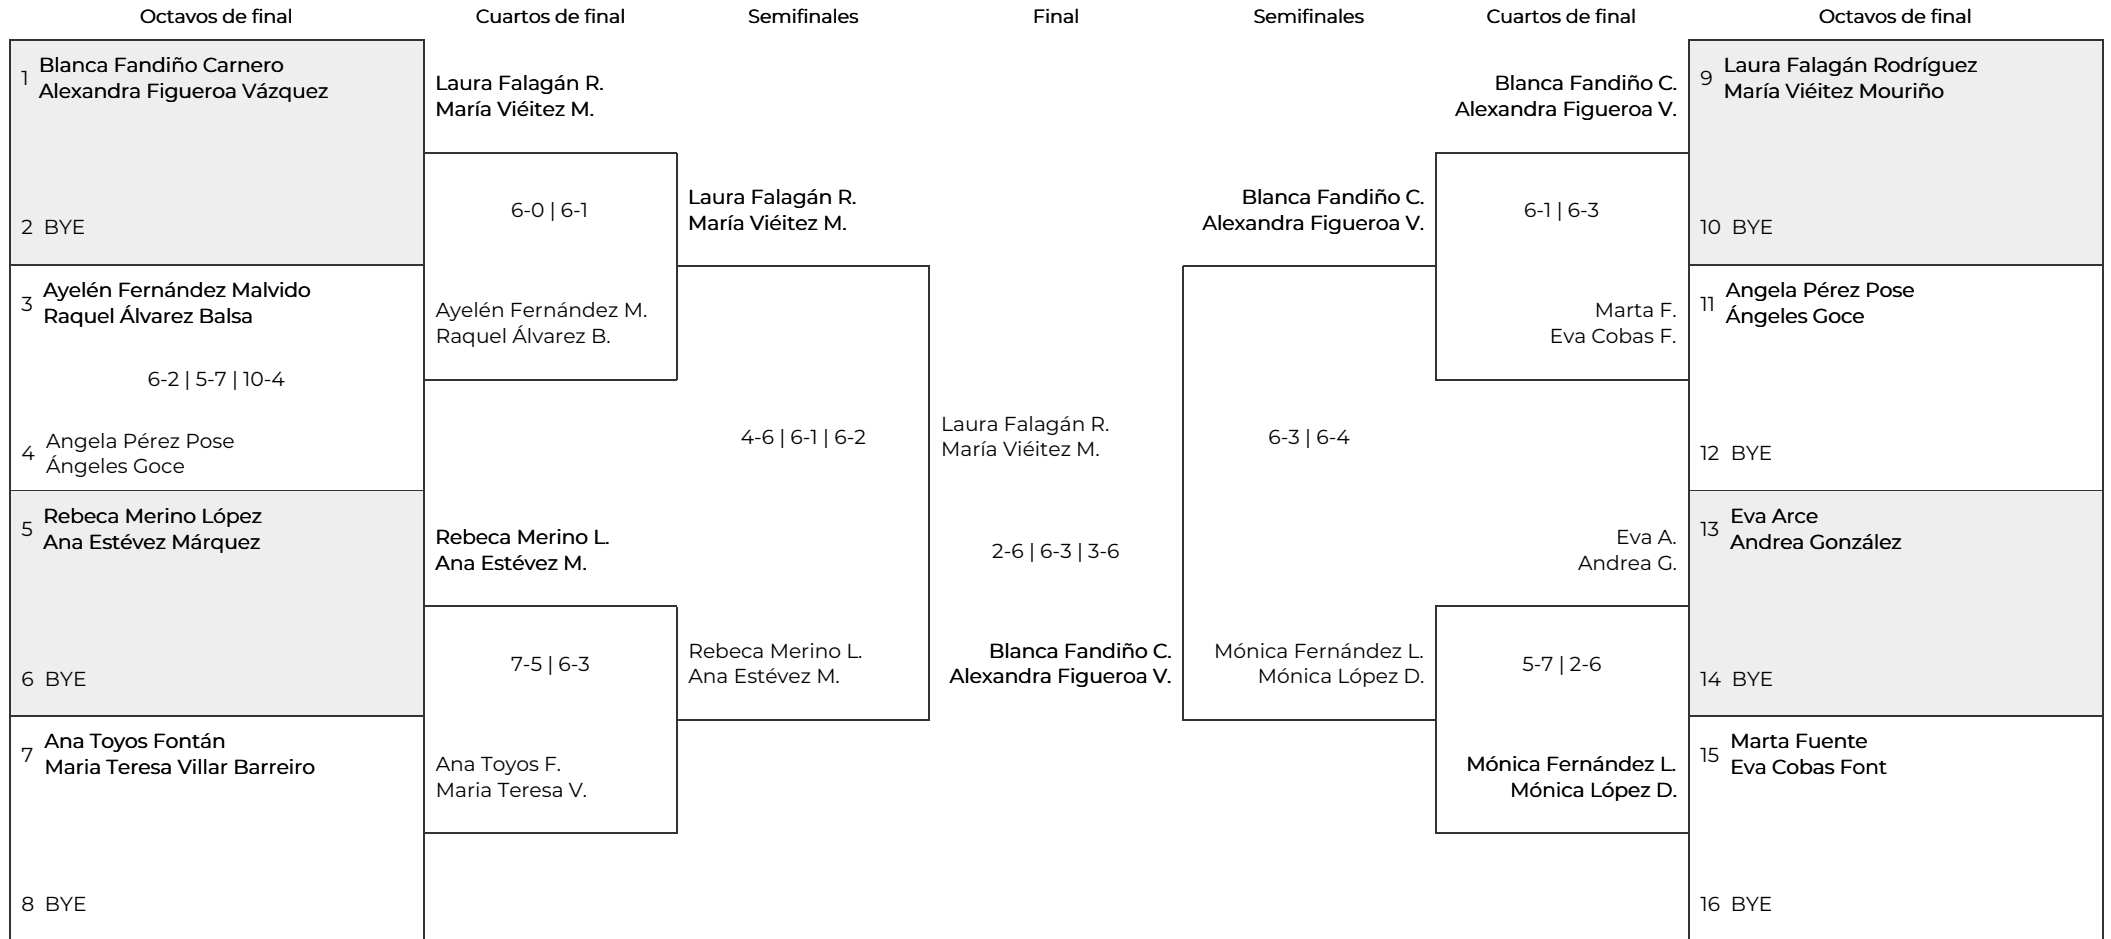 Octavos de final
Cuartos de final
Semifinales
Final
Semifinales
Cuartos de final
Octavos de final
1 Blanca Fandiño Carnero
Alexandra Figueroa Vázquez
2 BYE
3 Ayelén Fernández Malvido
Raquel Álvarez Balsa
6-2 | 5-7 | 10-4
4 Angela Pérez Pose
Ángeles Goce
5 Rebeca Merino López
Ana Estévez Márquez
6 BYE
7 Ana Toyos Fontán
Maria Teresa Villar Barreiro
8 BYE
Laura Falagán R.
María Viéitez M.
6-0 | 6-1
Ayelén Fernández M.
Raquel Álvarez B.
Rebeca Merino L.
Ana Estévez M.
7-5 | 6-3
Ana Toyos F.
Maria Teresa V.
Laura Falagán R.
María Viéitez M.
4-6 | 6-1 | 6-2
Rebeca Merino L.
Ana Estévez M.
Laura Falagán R.
María Viéitez M.
2-6 | 6-3 | 3-6
Blanca Fandiño C.
Alexandra Figueroa V.
Blanca Fandiño C.
Alexandra Figueroa V.
6-3 | 6-4
Mónica Fernández L.
Mónica López D.
Blanca Fandiño C.
Alexandra Figueroa V.
6-1 | 6-3
Marta F.
Eva Cobas F.
Eva A.
Andrea G.
5-7 | 2-6
Mónica Fernández L.
Mónica López D.
9 Laura Falagán Rodríguez
María Viéitez Mouriño
10 BYE
11 Angela Pérez Pose
Ángeles Goce
12 BYE
13 Eva Arce
Andrea González
14 BYE
15 Marta Fuente
Eva Cobas Font
16 BYE